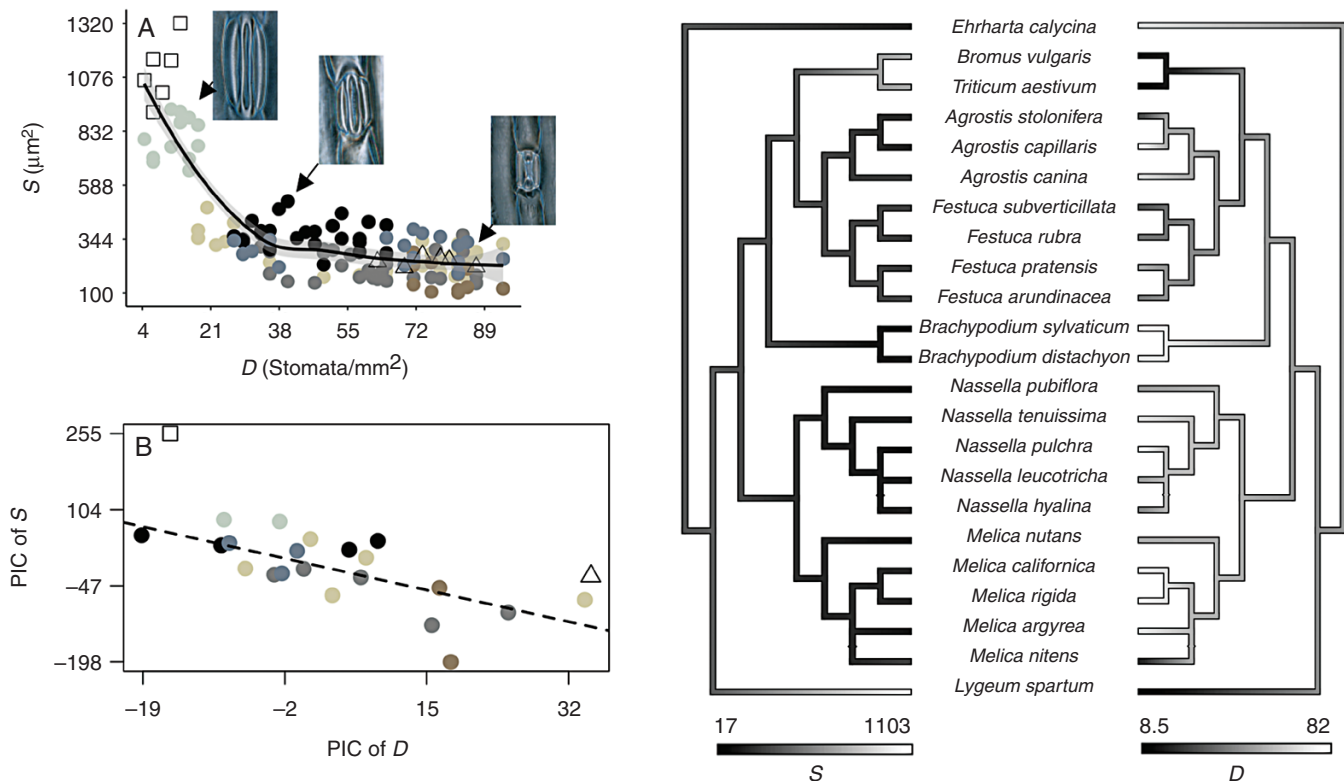 A
1320
1076
832
588
344
100
S (μm2)
4 21 38 55 72 89
D (Stomata/mm2)
B
255
104
−47
−198
PIC of S
−19 −2 15 32
PIC of D
Ehrharta calycina
Bromus vulgaris
Triticum aestivum
Agrostis stolonifera
Agrostis capillaris
Agrostis canina
Festuca subverticillata
Festuca rubra
Festuca pratensis
Festuca arundinacea
Brachypodium sylvaticum
Brachypodium distachyon
Nassella pubiflora
Nassella tenuissima
Nassella pulchra
Nassella leucotricha
Nassella hyalina
Melica nutans
Melica californica
Melica rigida
Melica argyrea
Melica nitens
Lygeum spartum
17 1103
S
8.5 82
D